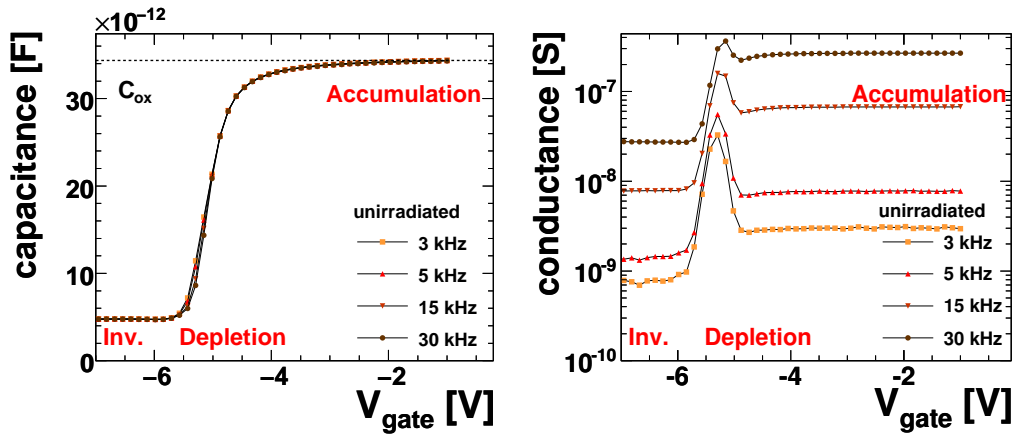 ×10⁻¹²
capacitance [F]
30
20
10
0
C_ox
Accumulation
unirradiated
3 kHz
5 kHz
15 kHz
30 kHz
Inv.
Depletion
−6
−4
−2
V_gate [V]
conductance [S]
10⁻⁷
10⁻⁸
10⁻⁹
10⁻¹⁰
Accumulation
unirradiated
3 kHz
5 kHz
15 kHz
30 kHz
Inv.
Depletion
-6
-4
-2
V_gate [V]